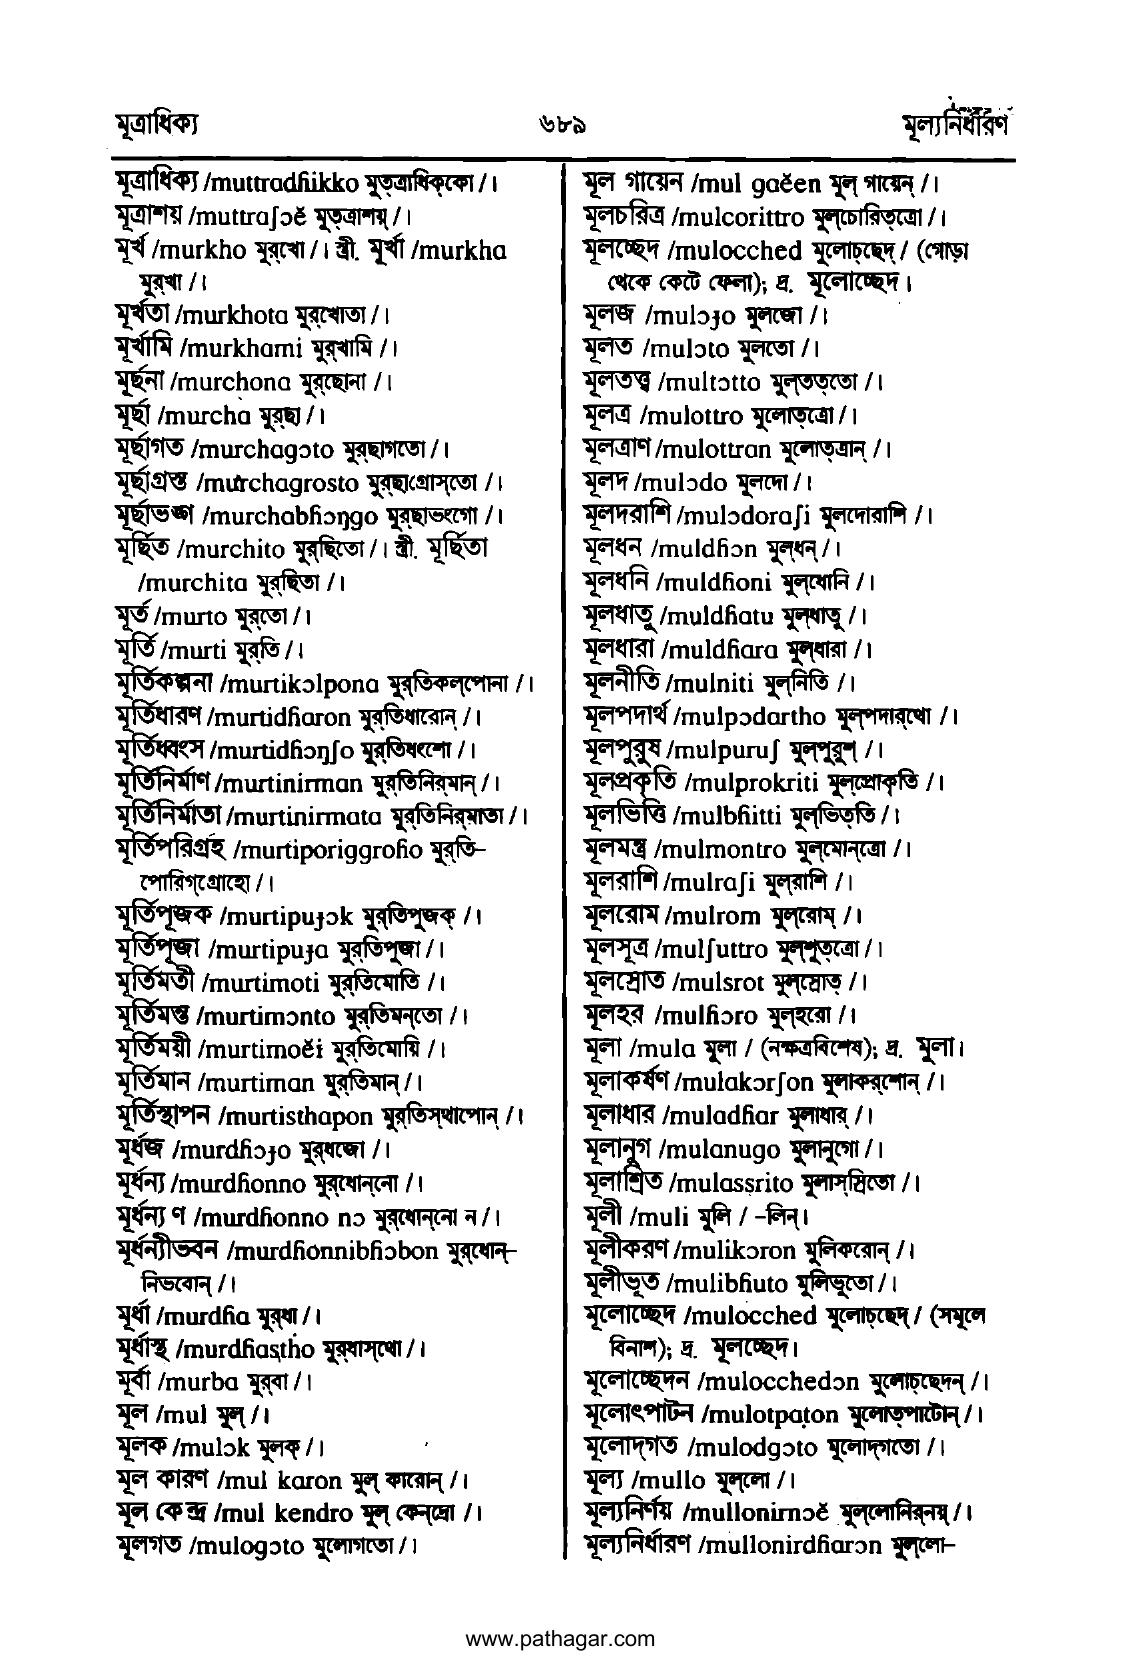 মূত্রাধিক্য
৬৮৯
মূল্যনির্ধারণ
মূত্রাধিক্য /muttradɦikko মুত্‌ত্রাধিক্‌কো / ।
মূত্রাশয় /muttraʃɔĕ মুত্‌ত্রাশয়্ / ।
মূর্খ /murkho মুর্‌খো / । স্ত্রী. মূর্খা /murkha
মুর্‌খা / ।
মূর্খতা /murkhota মুর্‌খোতা / ।
মূর্খামি /murkhami মুর্‌খামি / ।
মূর্ছনা /murchona মুর্‌ছোনা / ।
মূর্ছা /murcha মুর্‌ছা / ।
মূর্ছাগত /murchagɔto মুর্‌ছাগতো / ।
মূর্ছাগ্রস্ত /murchagrosto মুর্‌ছাগ্রোস্‌তো / ।
মূর্ছাভঙ্গ /murchabɦɔŋgo মুর্‌ছাভংগো / ।
মূর্ছিত /murchito মুর্‌ছিতো / । স্ত্রী. মূর্ছিতা
/murchita মুর্‌ছিতা / ।
মূর্ত /murto মুর্‌তো / ।
মূর্তি /murti মুর্‌তি / ।
মূর্তিকল্পনা /murtikɔlpona মুর্‌তিকল্‌পোনা / ।
মূর্তিধারণ /murtidɦaron মুর্‌তিধারোন্ / ।
মূর্তিধ্বংস /murtidɦɔŋʃo মুর্‌তিধংশো / ।
মূর্তিনির্মাণ /murtinirman মুর্‌তিনির্‌মান্ / ।
মূর্তিনির্মাতা /murtinirmata মুর্‌তিনির্‌মাতা / ।
মূর্তিপরিগ্রহ /murtiporiggroɦo মুর্‌তি–
পোরিগ্‌গ্রোহো / ।
মূর্তিপূজক /murtipuɟɔk মুর্‌তিপুজক্ / ।
মূর্তিপূজা /murtipuɟa মুর্‌তিপুজা / ।
মূর্তিমতী /murtimoti মুর্‌তিমোতি / ।
মূর্তিমন্ত /murtimɔnto মুর্‌তিমন্‌তো / ।
মূর্তিময়ী /murtimoĕi মুর্‌তিমোয়ি / ।
মূর্তিমান /murtiman মুর্‌তিমান্ / ।
মূর্তিস্থাপন /murtisthapon মুর্‌তিস্‌থাপোন্ / ।
মূর্ধজ /murdɦɔɟo মুর্‌ধজো / ।
মূর্ধন্য /murdɦonno মুর্‌ধোন্‌নো / ।
মূর্ধন্য ণ /murdɦonno nɔ মুর্‌ধোন্‌নো ন / ।
মূর্ধন্যীভবন /murdɦonnibɦɔbon মুর্‌ধোন্–
নিভবোন্ / ।
মূর্ধা /murdɦa মুর্‌ধা / ।
মূর্ধাস্থ /murdɦasṭho মুর্‌ধাস্‌থো / ।
মূর্বা /murba মুর্‌বা / ।
মূল /mul মুল্ / ।
মূলক /mulɔk মুলক্ / ।
মূল কারণ /mul karon মুল্ কারোন্ / ।
মূল কেন্দ্র /mul kendro মুল্ কেন্‌দ্রো / ।
মূলগত /mulogɔto মুলোগতো / ।
মূল গায়েন /mul gaĕen মুল্ গায়েন্ / ।
মূলচরিত্র /mulcorittro মুল্‌চোরিত্‌ত্রো / ।
মূলচ্ছেদ /mulocched মুলোচ্‌ছেদ্ / (গোড়া
থেকে কেটে ফেলা); দ্র. মূলোচ্ছেদ ।
মূলজ /mulɔɟo মুলজো / ।
মূলত /mulɔto মুলতো / ।
মূলতত্ত্ব /multɔtto মুল্‌তত্‌তো / ।
মূলত্র /mulottro মুলোত্‌ত্রো / ।
মূলত্রাণ /mulottran মুলোত্‌ত্রান্ / ।
মূলদ /mulɔdo মুলদো / ।
মূলদরাশি /mulɔdoraʃi মুলদোরাশি / ।
মূলধন /muldɦɔn মুল্‌ধন্ / ।
মূলধনি /muldɦoni মুল্‌ধোনি / ।
মূলধাতু /muldɦatu মুল্‌ধাতু / ।
মূলধারা /muldɦara মুল্‌ধারা / ।
মূলনীতি /mulniti মুল্‌নিতি / ।
মূলপদার্থ /mulpɔdartho মুল্‌পদার্‌থো / ।
মূলপুরুষ /mulpuruʃ মুল্‌পুরুশ্ / ।
মূলপ্রকৃতি /mulprokriti মুল্‌প্রোকৃতি / ।
মূলভিত্তি /mulbɦitti মুল্‌ভিত্‌তি / ।
মূলমন্ত্র /mulmontro মুল্‌মোন্‌ত্রো / ।
মূলরাশি /mulraʃi মুল্‌রাশি / ।
মূলরোম /mulrom মুল্‌রোম্ / ।
মূলসূত্র /mulʃuttro মুল্‌শুত্‌ত্রো / ।
মূলস্রোত /mulsrot মুল্‌স্রোত্ / ।
মূলহর /mulɦɔro মুল্‌হরো / ।
মূলা /mula মুলা / (নক্ষত্রবিশেষ); দ্র. মুলা।
মূলাকর্ষণ /mulakɔrʃon মুলাকর্‌শোন্ / ।
মূলাধার /muladɦar মুলাধার্ / ।
মূলানুগ /mulanugo মুলানুগো / ।
মূলাশ্রিত /mulasṣrito মুলাস্‌স্রিতো / ।
মূলী /muli মুলি / -লিন্।
মূলীকরণ /mulikɔron মুলিকরোন্ / ।
মূলীভূত /mulibɦuto মুলিভুতো / ।
মূলোচ্ছেদ /mulocched মুলোচ্‌ছেদ্ / (সমূলে
বিনাশ); দ্র. মূলচ্ছেদ।
মূলোচ্ছেদন /mulocchedɔn মুলোচ্‌ছেদন্ / ।
মূলোৎপাটন /mulotpaṭon মুলোত্‌পাটোন্ / ।
মূলোদ্‌গত /mulodgɔto মুলোদ্‌গতো / ।
মূল্য /mullo মুল্‌লো / ।
মূল্যনির্ণয় /mullonirnɔĕ মুল্‌লোনির্‌নয়্ / ।
মূল্যনির্ধারণ /mullonirdɦarɔn মুল্‌লো–
www.pathagar.com